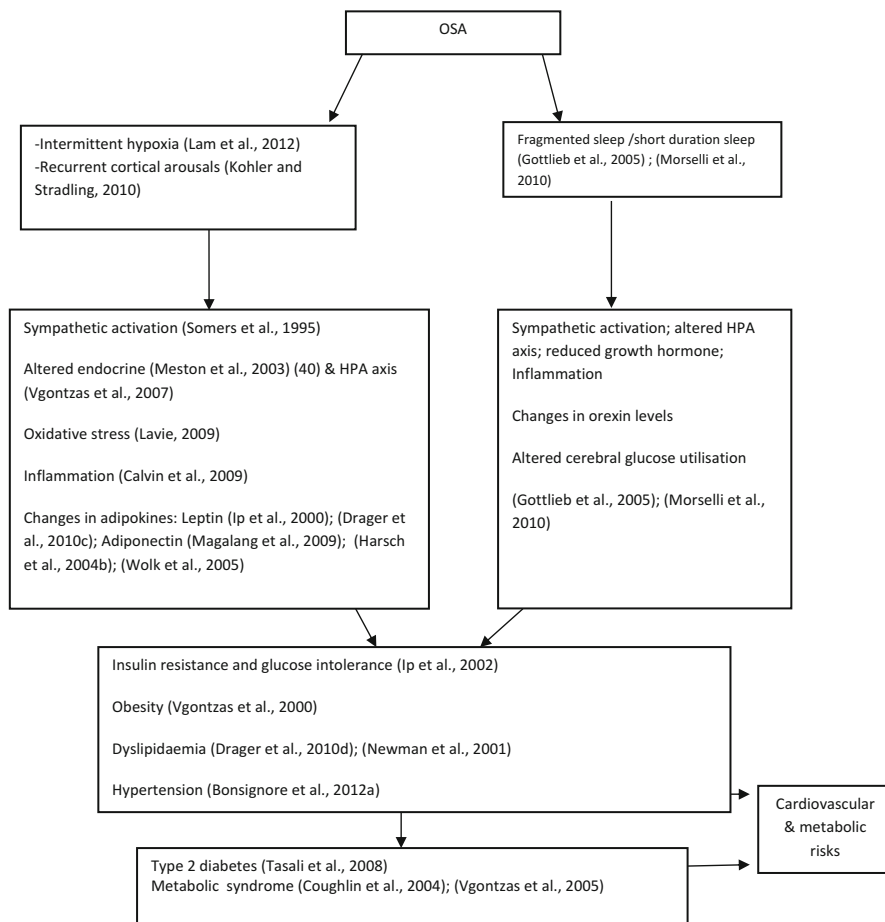 OSA
-Intermittent hypoxia (Lam et al., 2012)
-Recurrent cortical arousals (Kohler and
Stradling, 2010)
Fragmented sleep /short duration sleep
(Gottlieb et al., 2005) ; (Morselli et al.,
2010)
Sympathetic activation (Somers et al., 1995)
Altered endocrine (Meston et al., 2003) (40) & HPA axis
(Vgontzas et al., 2007)
Oxidative stress (Lavie, 2009)
Inflammation (Calvin et al., 2009)
Changes in adipokines: Leptin (Ip et al., 2000); (Drager
et al., 2010c); Adiponectin (Magalang et al., 2009); (Harsch
et al., 2004b); (Wolk et al., 2005)
Sympathetic activation; altered HPA
axis; reduced growth hormone;
Inflammation
Changes in orexin levels
Altered cerebral glucose utilisation
(Gottlieb et al., 2005); (Morselli et al.,
2010)
Insulin resistance and glucose intolerance (Ip et al., 2002)
Obesity (Vgontzas et al., 2000)
Dyslipidaemia (Drager et al., 2010d); (Newman et al., 2001)
Hypertension (Bonsignore et al., 2012a)
Cardiovascular
& metabolic
risks
Type 2 diabetes (Tasali et al., 2008)
Metabolic syndrome (Coughlin et al., 2004); (Vgontzas et al., 2005)